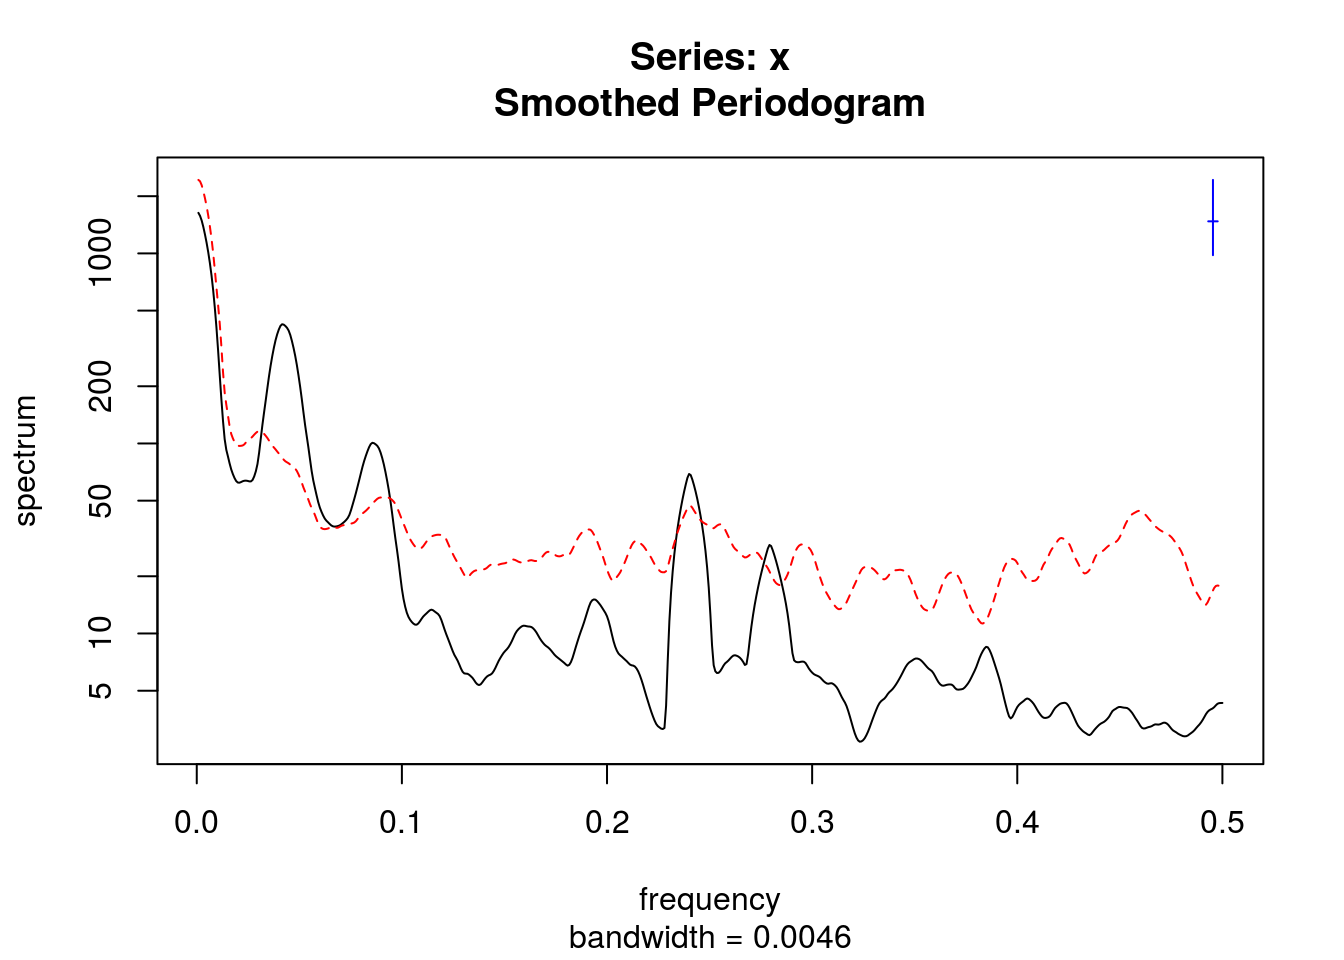 Series: x
Smoothed Periodogram
spectrum
1000
200
50
10
5
0.0 0.1 0.2 0.3 0.4 0.5
frequency
bandwidth = 0.0046